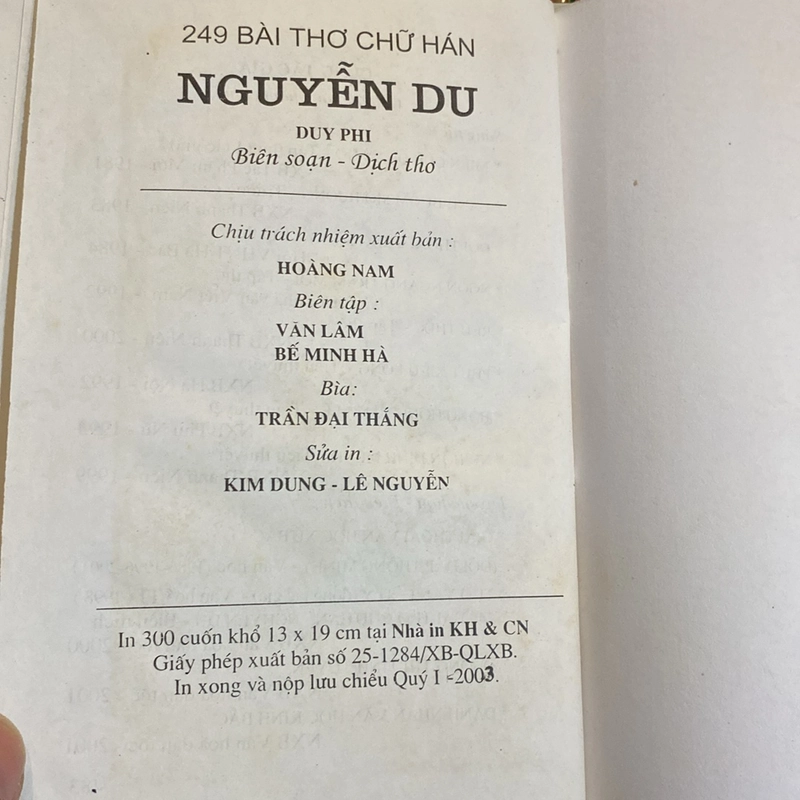 249 BÀI THƠ CHỮ HÁN
NGUYỄN DU
DUY PHI
Biên soạn - Dịch thơ
Chịu trách nhiệm xuất bản :
HOÀNG NAM
Biên tập :
VĂN LÂM
BẾ MINH HÀ
Bìa:
TRẦN ĐẠI THẮNG
Sửa in :
KIM DUNG - LÊ NGUYỄN
In 300 cuốn khổ 13 x 19 cm tại Nhà in KH & CN
Giấy phép xuất bản số 25-1284/XB-QLXB.
In xong và nộp lưu chiểu Quý I -2003.